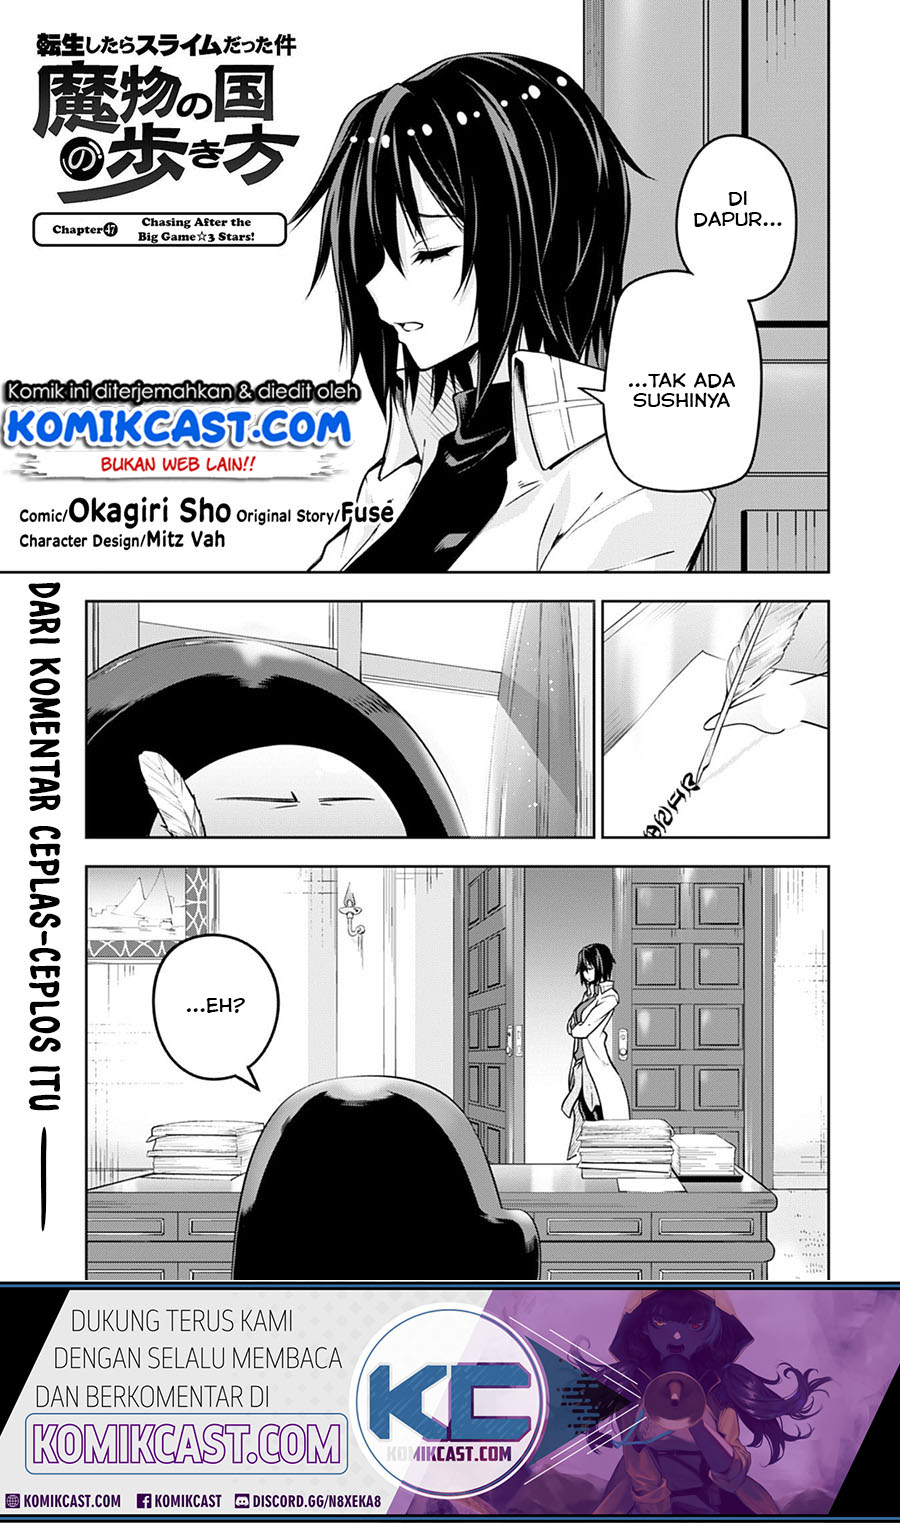 転生したらスライムだった件
魔物の国
の歩き方
Chapter47
Chasing After the
Big Game☆3 Stars!
DI
DAPUR...
...TAK ADA
SUSHINYA
Komik ini diterjemahkan & diedit oleh
KOMIKCAST.COM
BUKAN WEB LAIN!!
Comic/Okagiri Sho Original Story/Fuse
Character Design/Mitz Vah
DARI KOMENTAR CEPLAS-CEPLOS ITU
...EH?
DUKUNG TERUS KAMI
DENGAN SELALU MEMBACA
DAN BERKOMENTAR DI
KOMIKCAST.COM
KC
KOMIKCAST.COM
KOMIKCAST.COM KOMIKCAST DISCORD.GG/N8XEKA8